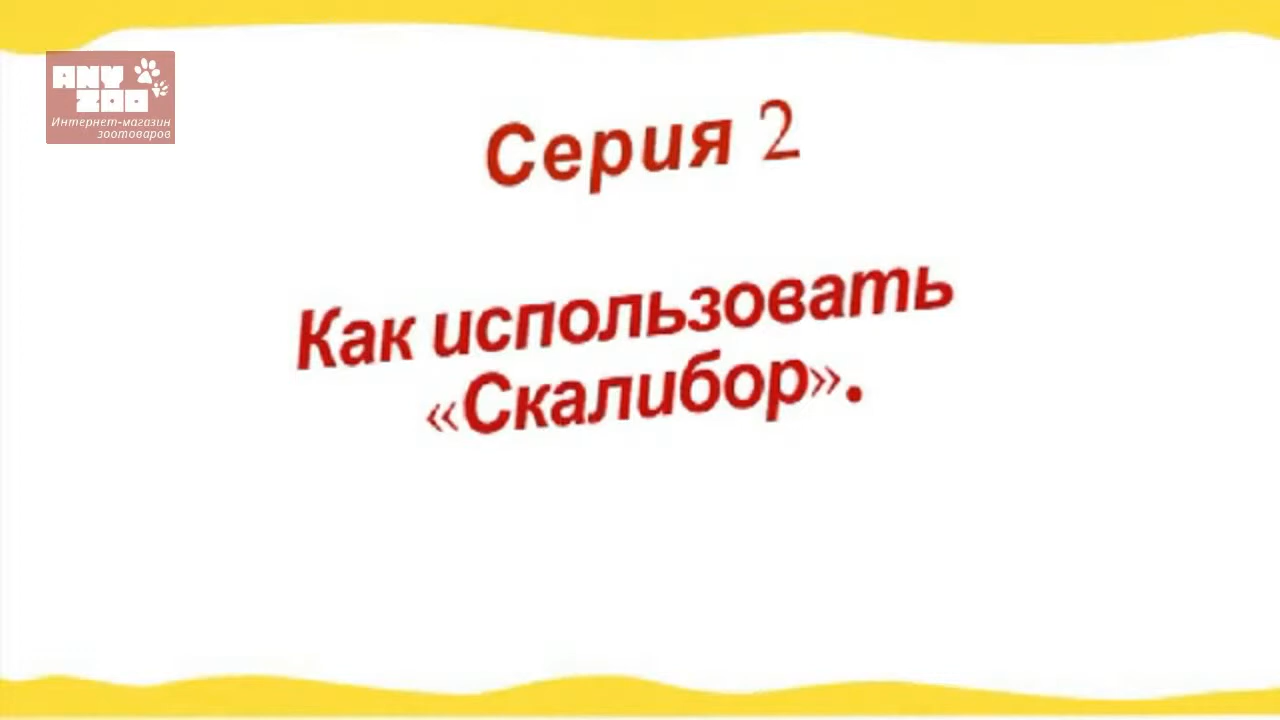 ANY
ZOO
Интернет-магазин
зоотоваров
Серия 2
Как использовать
«Скалибор».